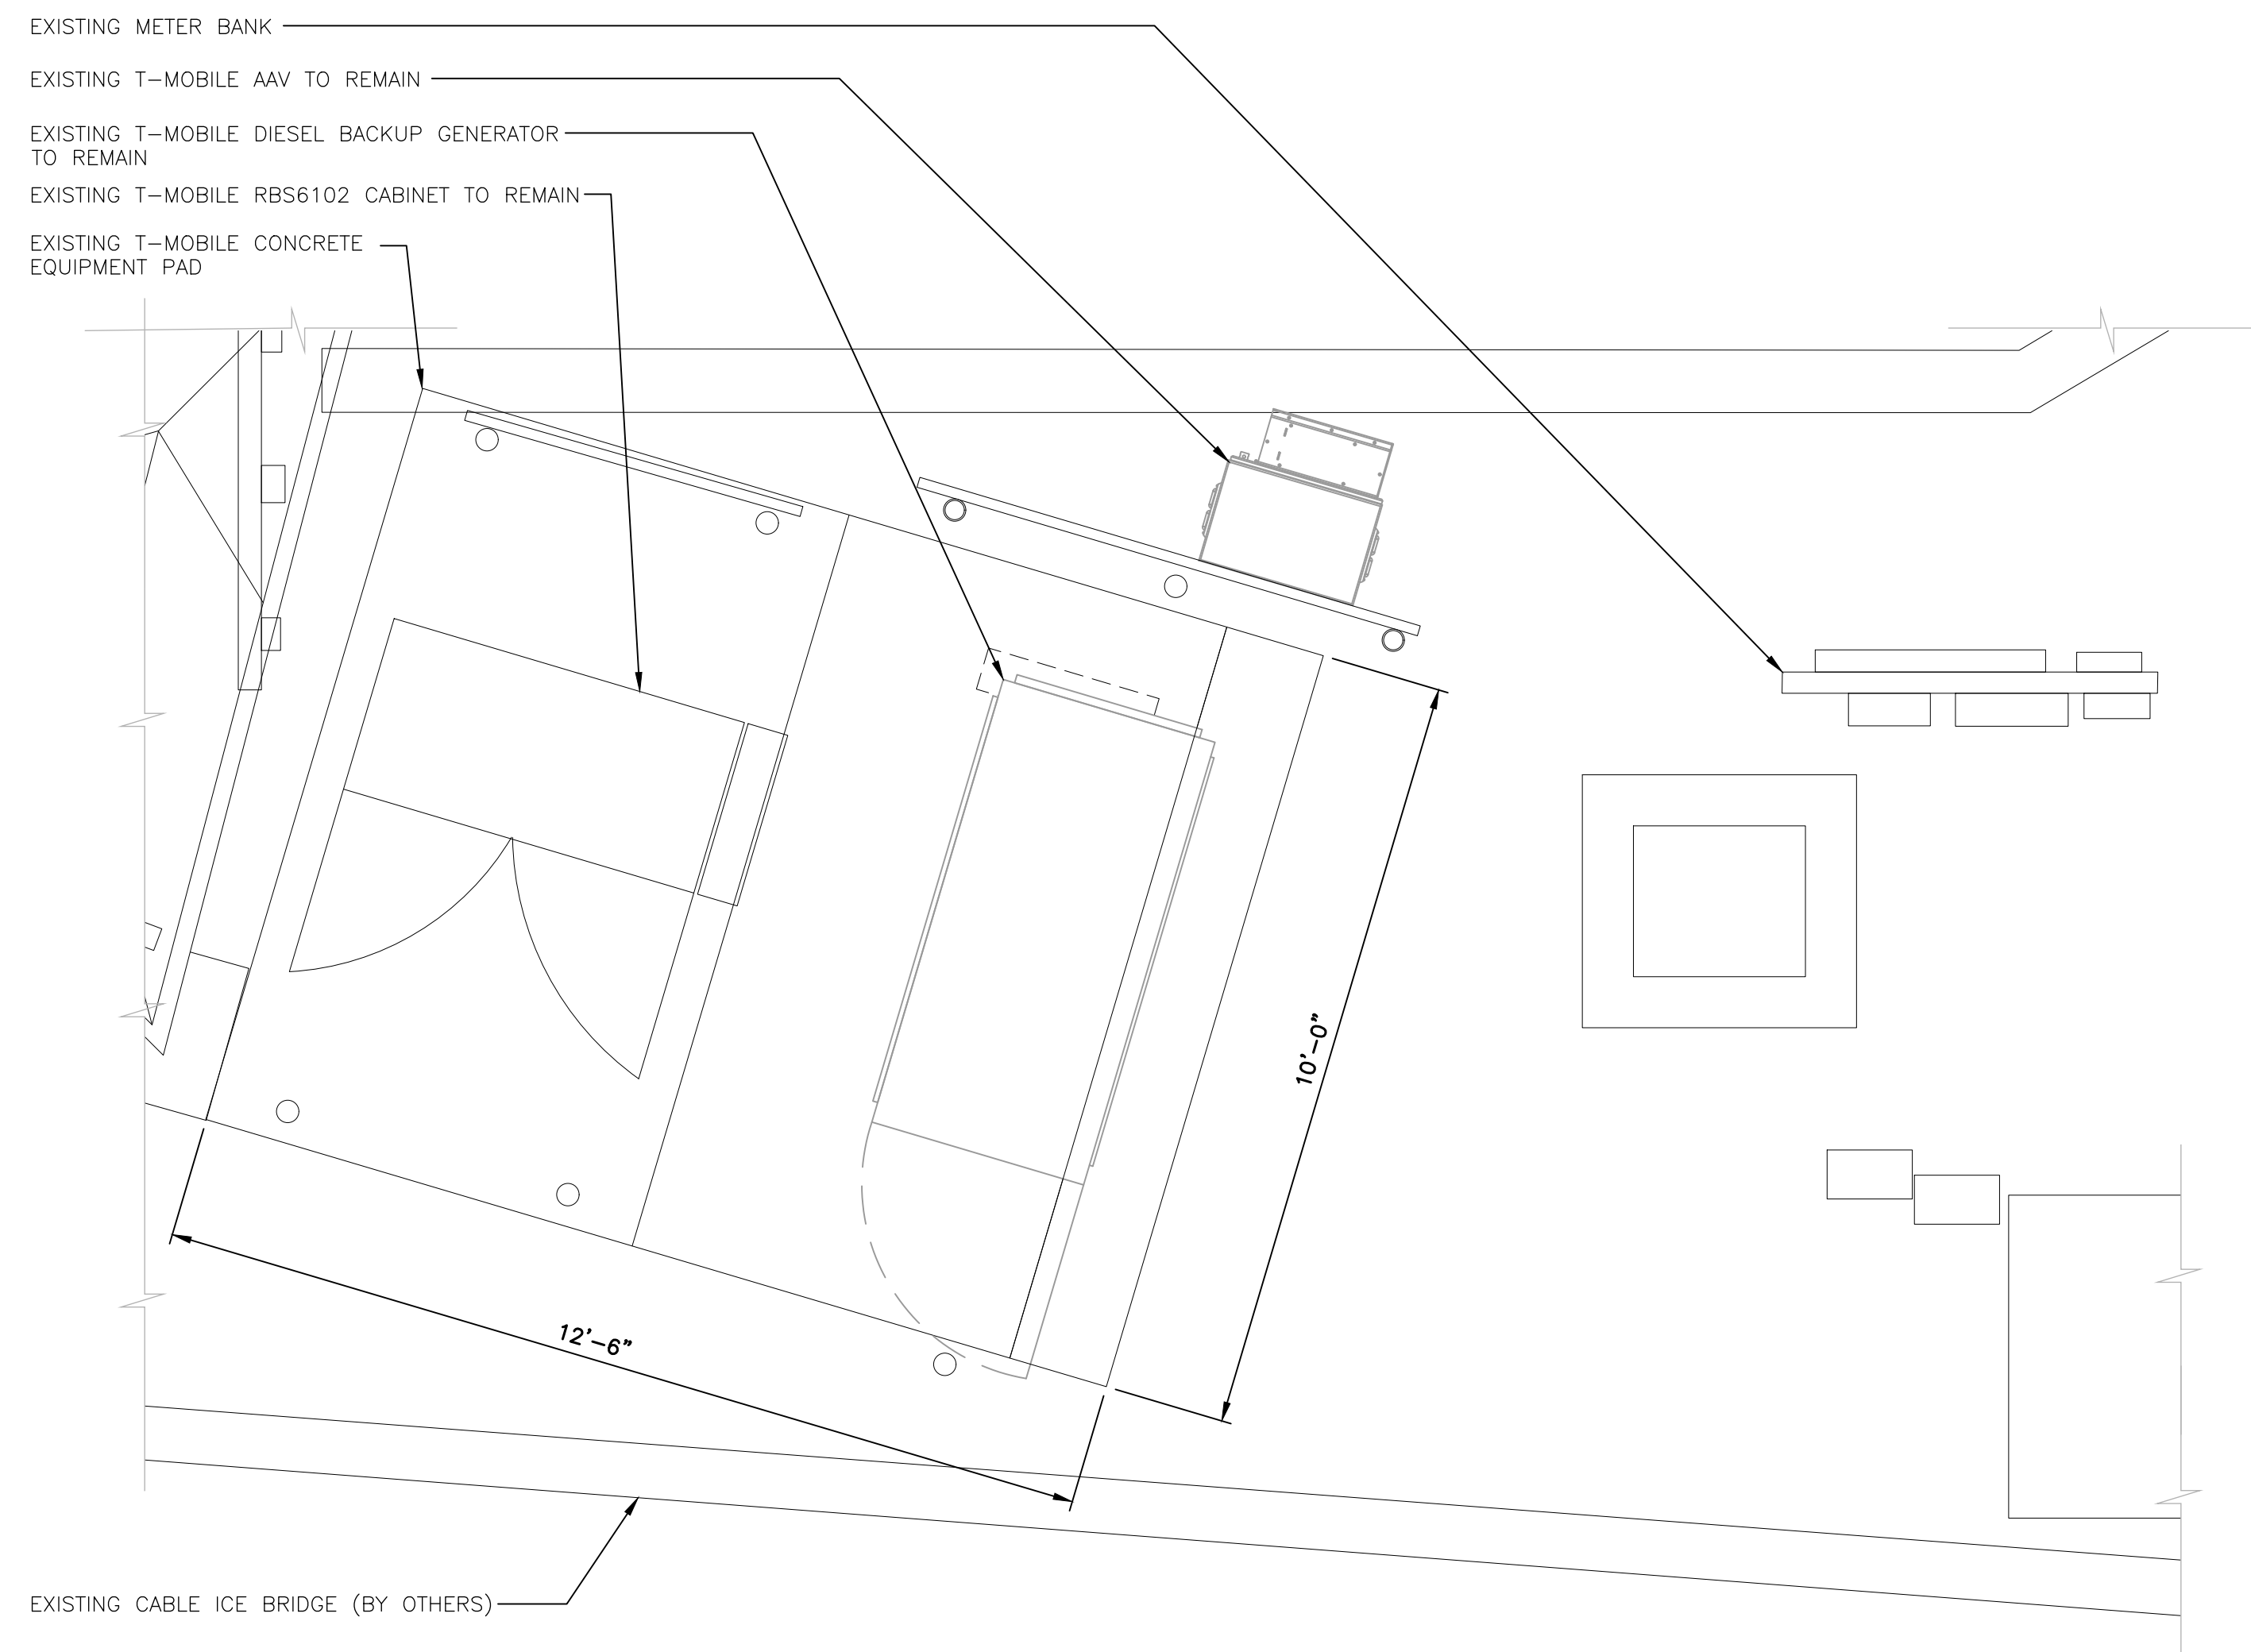 EXISTING METER BANK
EXISTING T-MOBILE AAV TO REMAIN
EXISTING T-MOBILE DIESEL BACKUP GENERATOR
TO REMAIN
EXISTING T-MOBILE RBS6102 CABINET TO REMAIN
EXISTING T-MOBILE CONCRETE
EQUIPMENT PAD
10'-0"
12'-6"
EXISTING CABLE ICE BRIDGE (BY OTHERS)